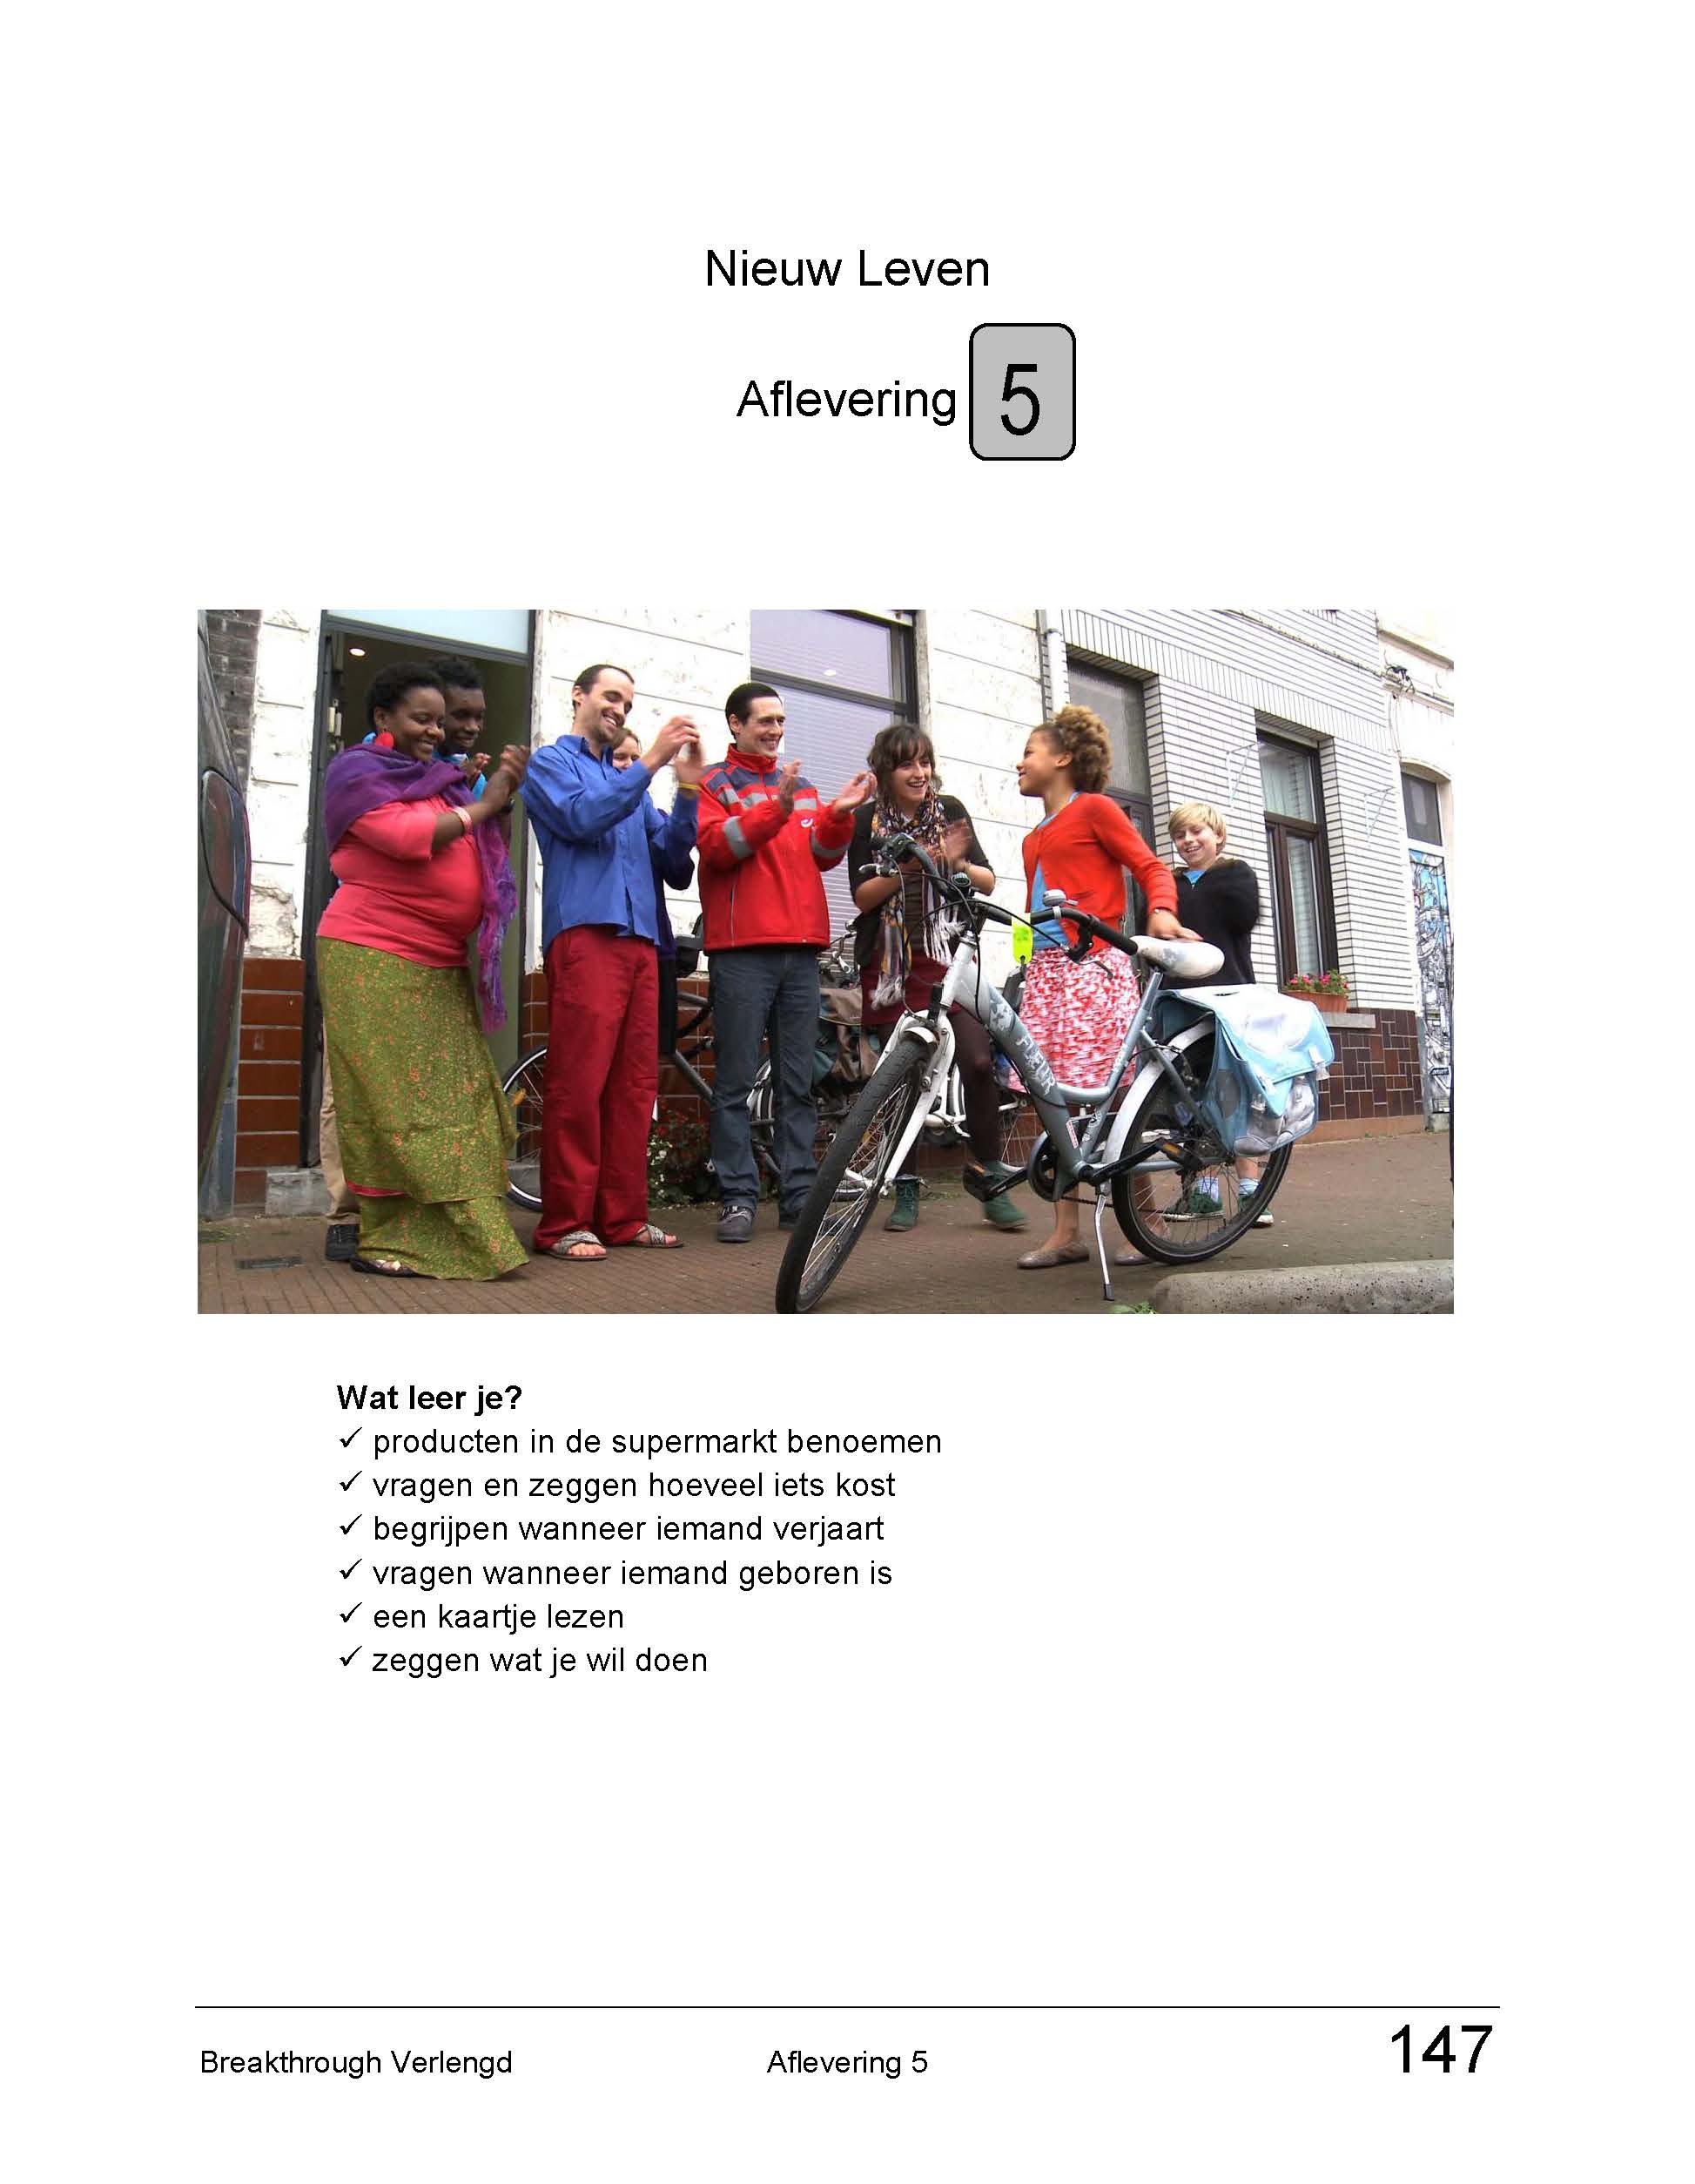 Nieuw Leven
Aflevering 5
Wat leer je?
✓ producten in de supermarkt benoemen
✓ vragen en zeggen hoeveel iets kost
✓ begrijpen wanneer iemand verjaart
✓ vragen wanneer iemand geboren is
✓ een kaartje lezen
✓ zeggen wat je wil doen
Breakthrough Verlengd Aflevering 5 147